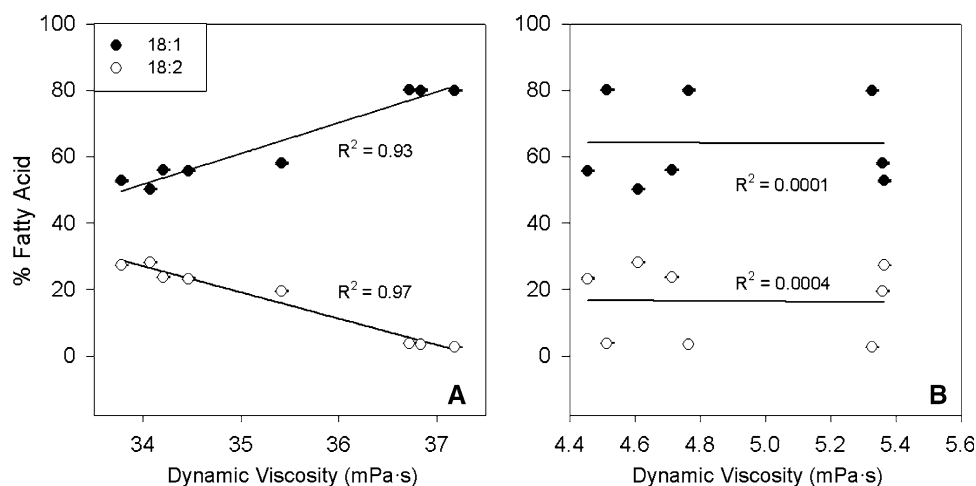 100
80
60
40
20
0
% Fatty Acid
18:1
18:2
R² = 0.93
R² = 0.97
A
34 35 36 37
Dynamic Viscosity (mPa·s)
100
80
60
40
20
0
R² = 0.0001
R² = 0.0004
B
4.4 4.6 4.8 5.0 5.2 5.4 5.6
Dynamic Viscosity (mPa·s)